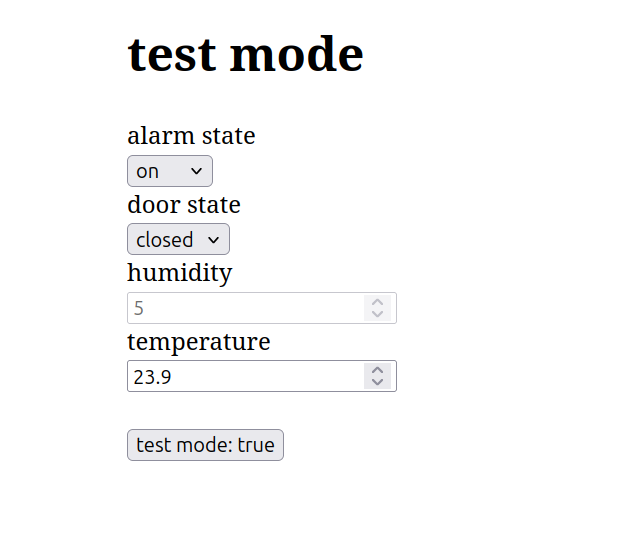 test mode
alarm state
on
door state
closed
humidity
5
temperature
23.9
test mode: true